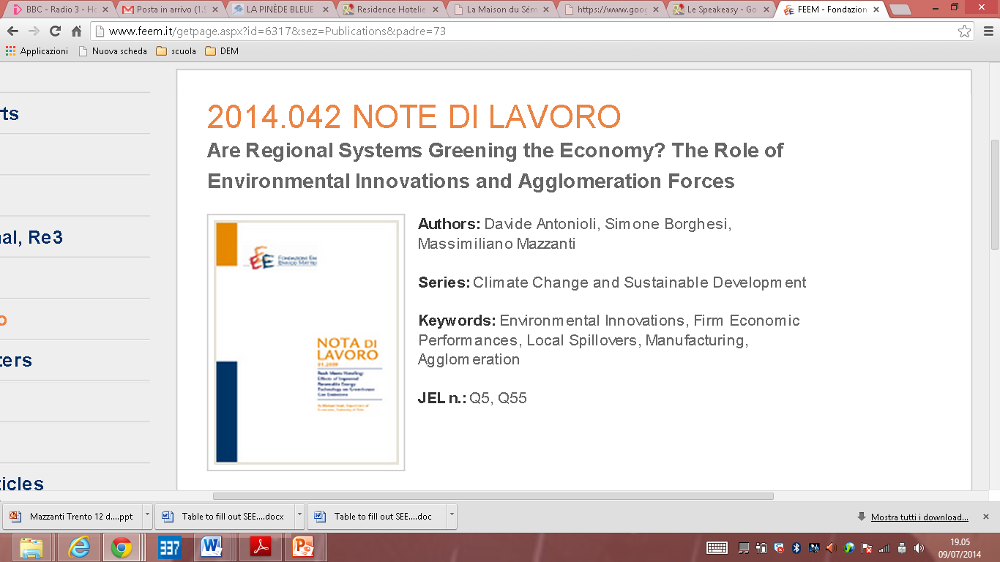 BBC - Radio 3 - H
Posta in arrivo (1.9
LA PINÈDE BLEUE
Residence Hotelie
La Maison du Sém
https://www.goog
Le Speakeasy - Go
FEEM - Fondazion
www.feem.it/getpage.aspx?id=6317&sez=Publications&padre=73
Applicazioni
Nuova scheda
scuola
DEM
rts
nal, Re3
o
ters
ticles
2014.042 NOTE DI LAVORO
Are Regional Systems Greening the Economy? The Role of
Environmental Innovations and Agglomeration Forces
FONDAZIONE ENI
ENRICO MATTEI
NOTA DI
LAVORO
Authors: Davide Antonioli, Simone Borghesi,
Massimiliano Mazzanti
Series: Climate Change and Sustainable Development
Keywords: Environmental Innovations, Firm Economic
Performances, Local Spillovers, Manufacturing,
Agglomeration
JEL n.: Q5, Q55
Mazzanti Trento 12 d....ppt
Table to fill out SEE....docx
Table to fill out SEE....doc
Mostra tutti i download...
337
19.05
09/07/2014